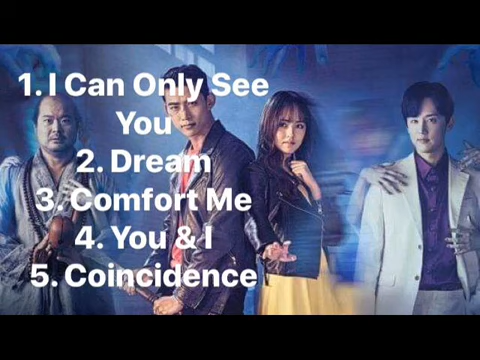 1. I Can Only See
You
2. Dream
3. Comfort Me
4. You & I
5. Coincidence